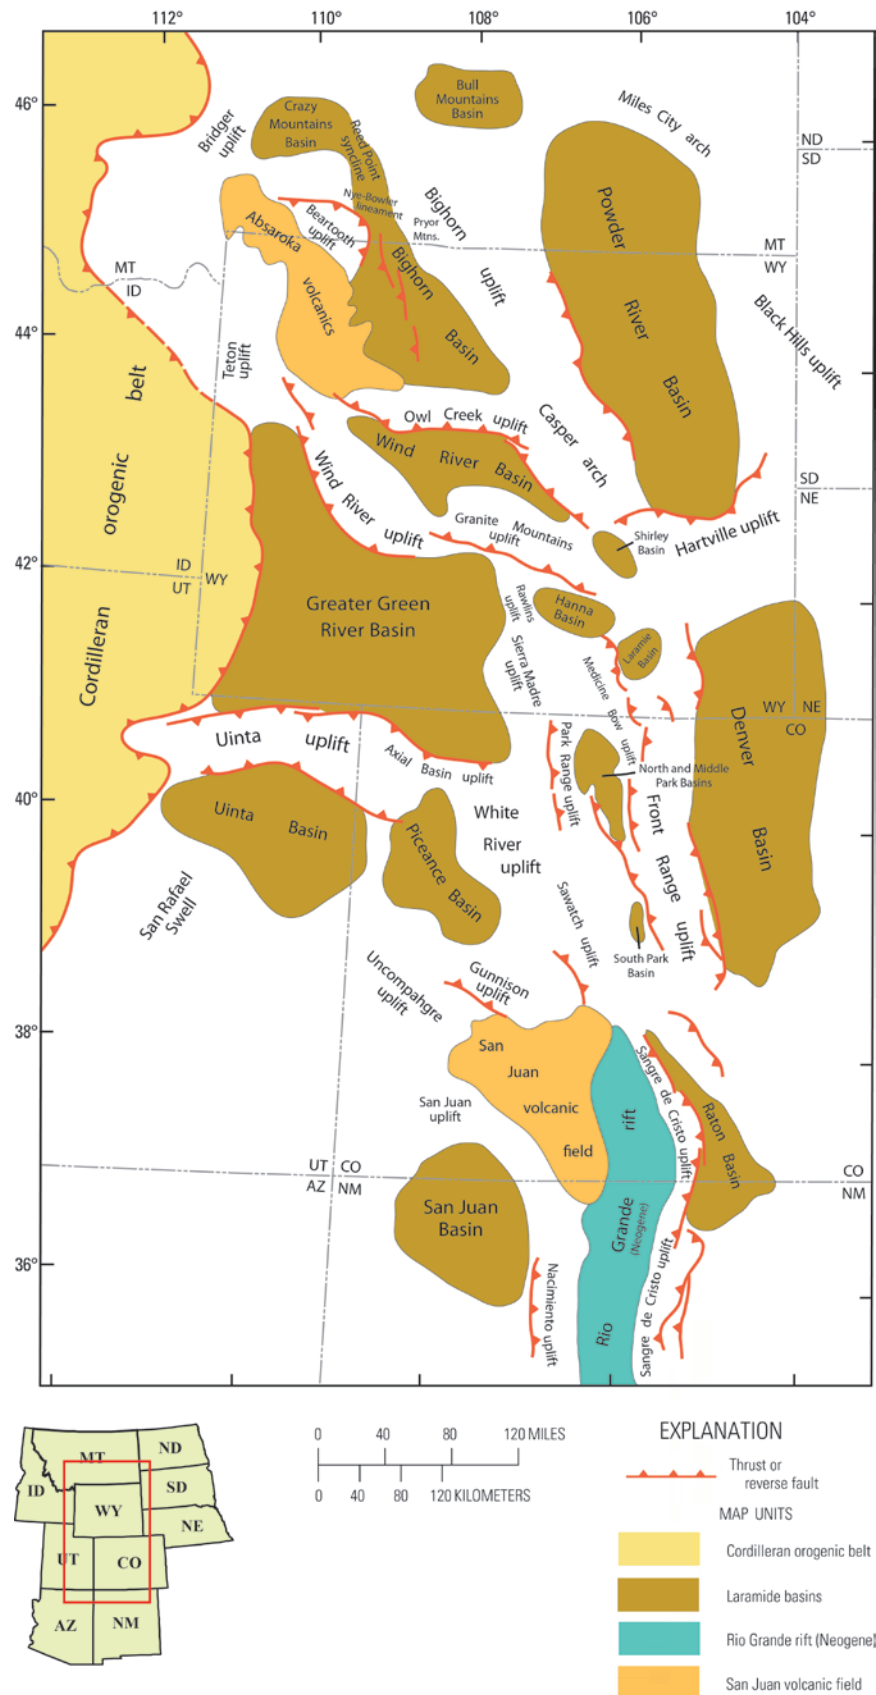 112°
110°
108°
106°
104°
46°
44°
42°
40°
38°
36°
Bull
Mountains
Basin
Crazy
Mountains
Basin
Miles City arch
Bridger
uplift
Reed Point
syncline
ND
SD
Nye-Bowler
lineament
Beartooth
uplift
Pryor
Mtns.
Bighorn
uplift
Absaroka
volcanics
Bighorn
Basin
Powder
River
Basin
MT
WY
MT
ID
Black Hills uplift
Teton
uplift
Cordilleran
orogenic
belt
Owl Creek uplift
Casper
arch
Wind River Basin
Wind River uplift
SD
NE
Granite Mountains
uplift
Shirley
Basin
Hartville uplift
ID
WY
UT
Greater Green
River Basin
Rawlins
uplift
Hanna
Basin
Laramie
Basin
Sierra Madre
uplift
Medicine Bow uplift
WY
NE
CO
Denver
Basin
Uinta uplift
Axial Basin uplift
Park Range uplift
North and Middle
Park Basins
Front
Range
uplift
Uinta Basin
Piceance
Basin
White
River
uplift
San Rafael
Swell
Sawatch uplift
South Park
Basin
Uncompahgre
uplift
Gunnison
uplift
San
Juan
volcanic
field
San Juan
uplift
Sangre de Cristo uplift
Raton
Basin
rift
Grande
(Neogene)
Rio
UT
CO
AZ
NM
CO
NM
San Juan
Basin
Nacimiento uplift
Sangre de Cristo uplift
MT
ND
ID
SD
WY
NE
UT
CO
AZ
NM
0 40 80 120 MILES
0 40 80 120 KILOMETERS
EXPLANATION
Thrust or
reverse fault
MAP UNITS
Cordilleran orogenic belt
Laramide basins
Rio Grande rift (Neogene)
San Juan volcanic field